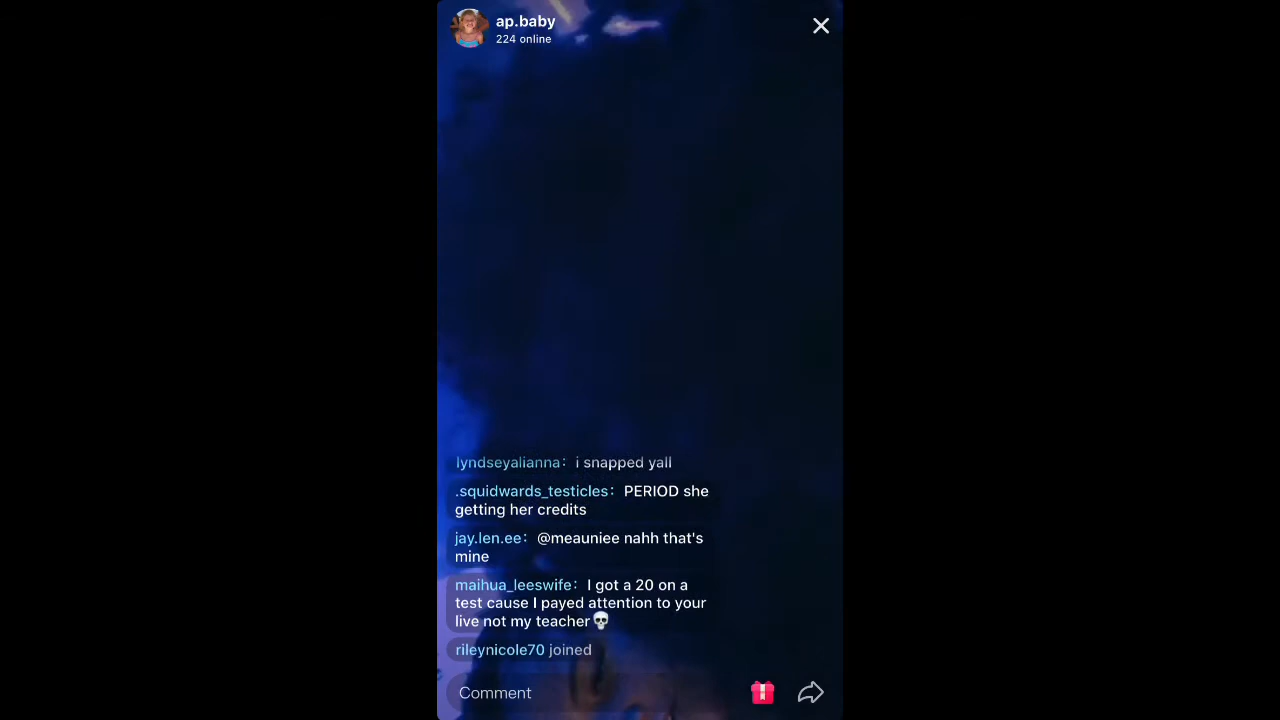 ap.baby
224 online
lyndseyalianna: i snapped yall
.squidwards_testicles: PERIOD she
getting her credits
jay.len.ee: @meauniee nahh that's
mine
maihua_leeswife: I got a 20 on a
test cause I payed attention to your
live not my teacher💀
rileynicole70 joined
Comment